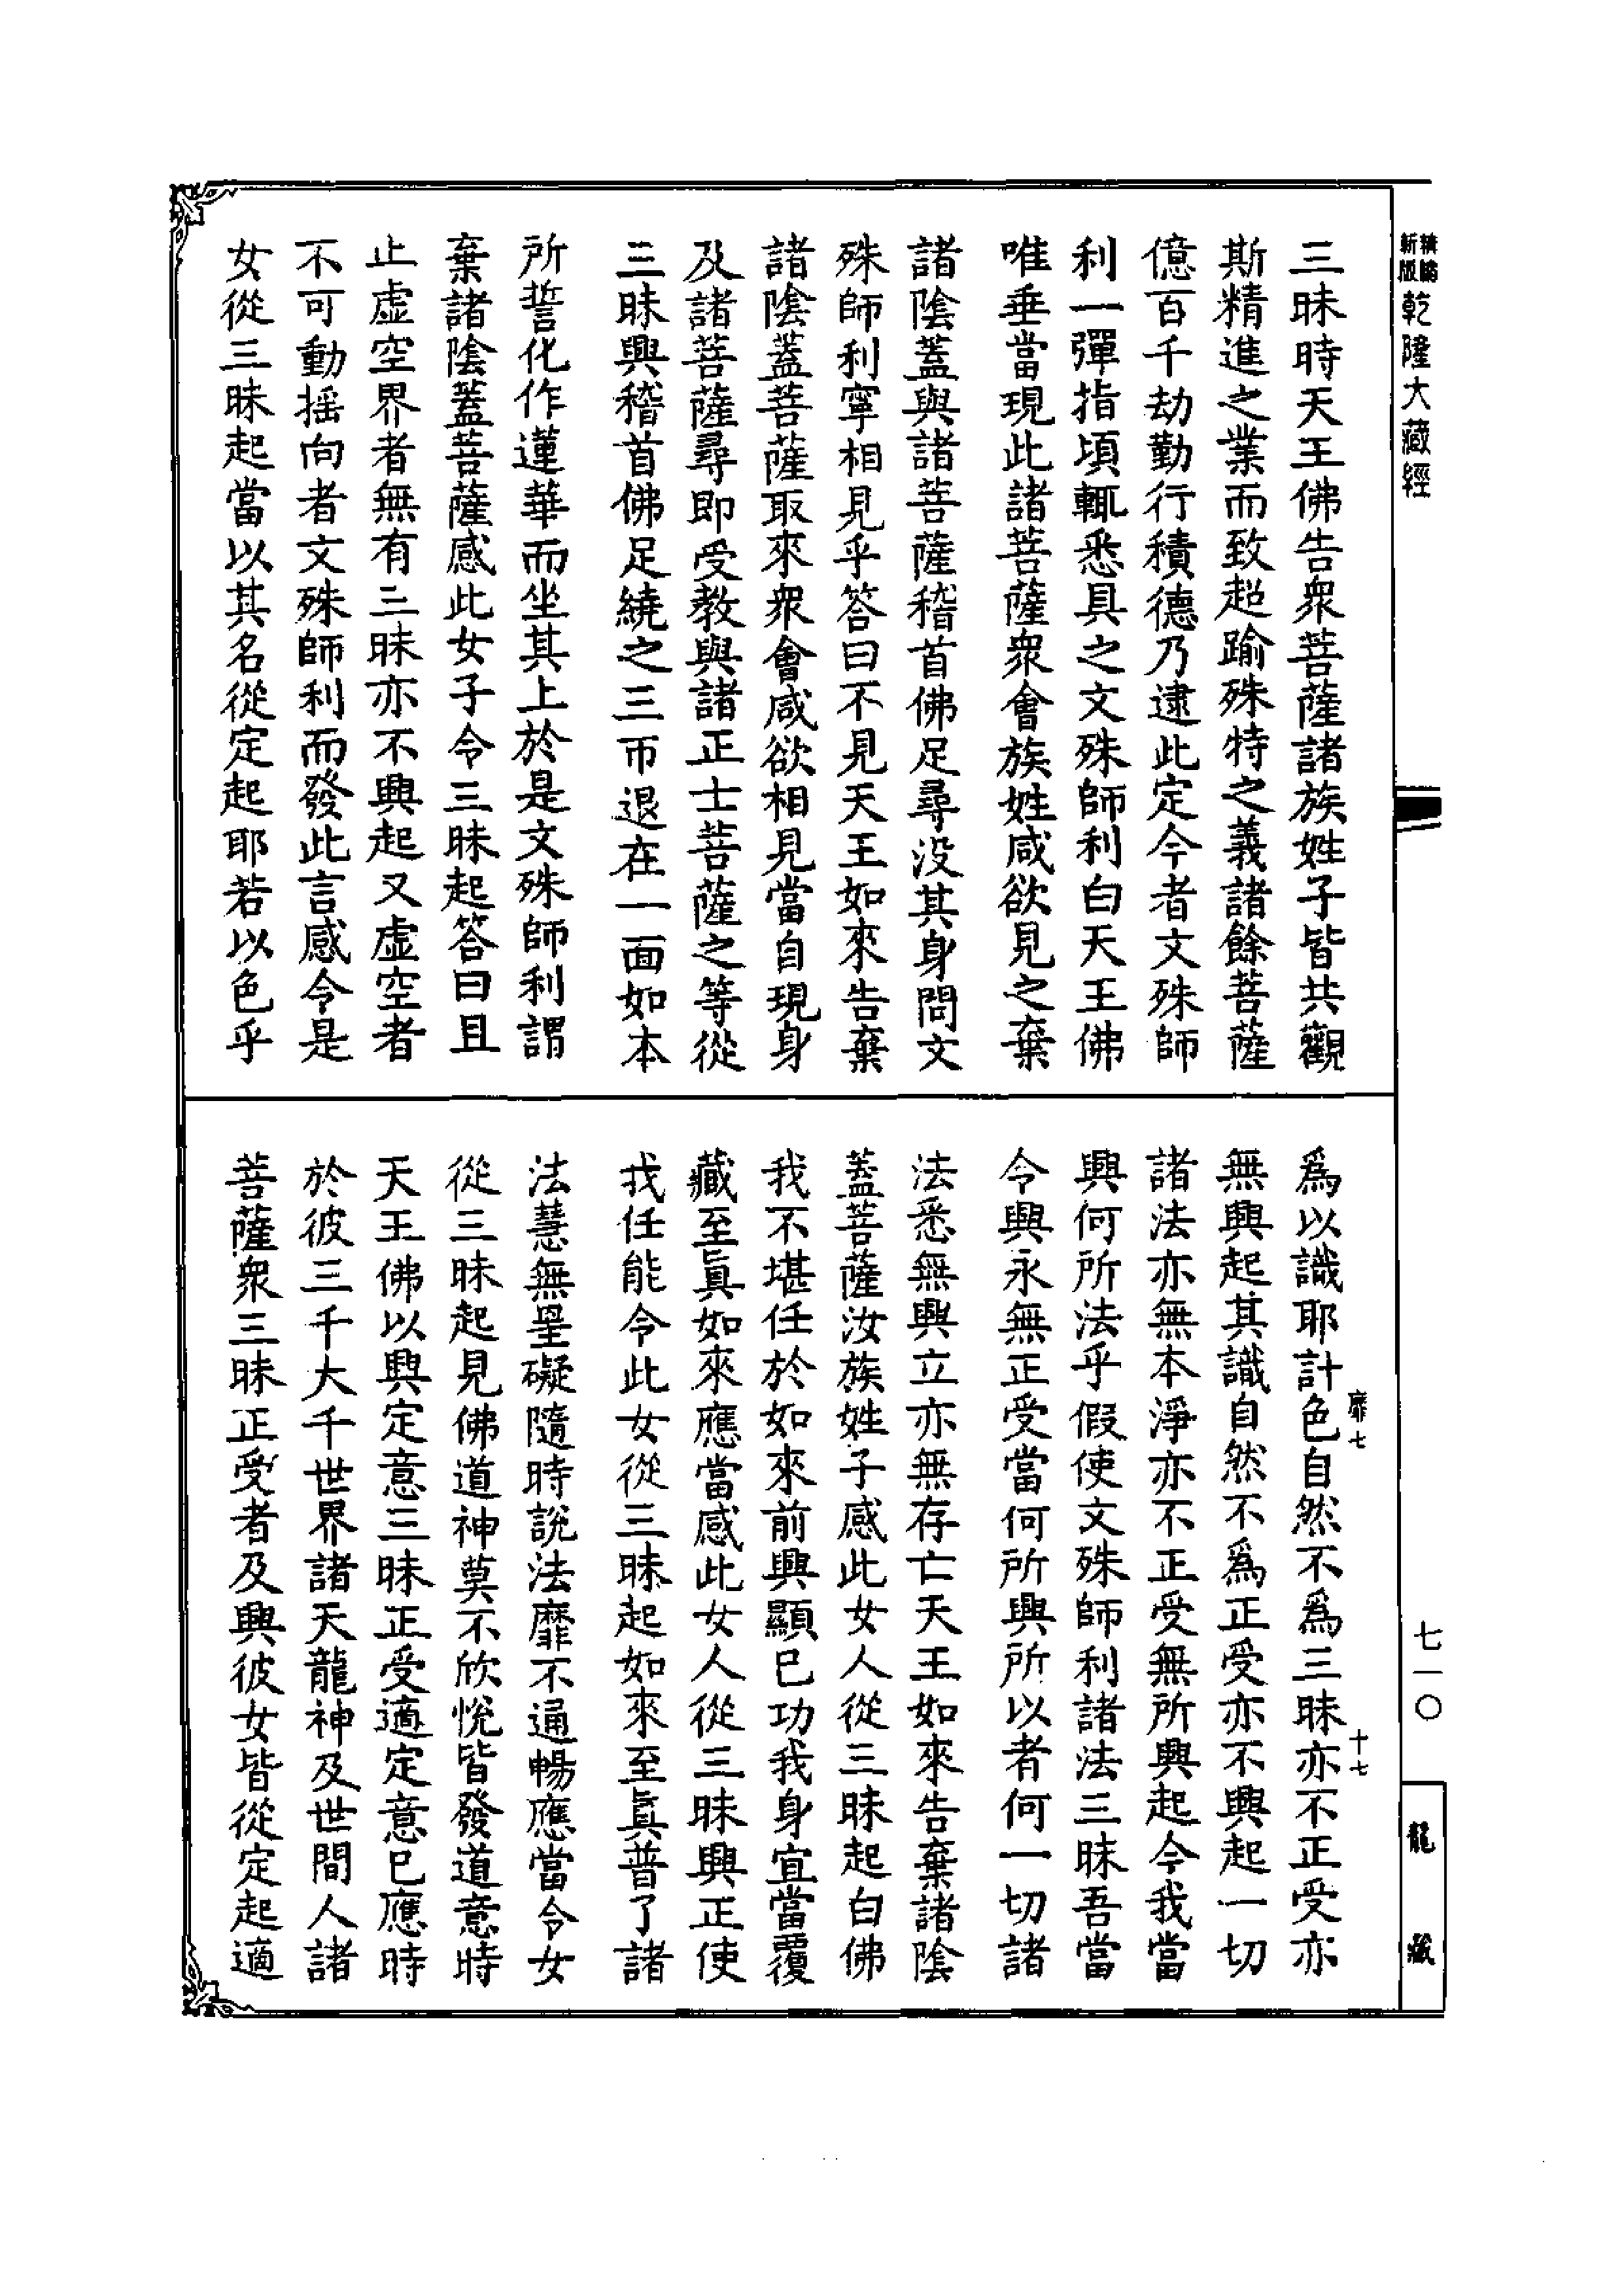 新版
精縮
乾隆大藏經
三昧時天王佛告衆菩薩諸族姓子皆共觀
斯精進之業而致超踰殊特之義諸餘菩薩
億百千劫勤行積德乃逮此定今者文殊師
利一彈指頃輒悉具之文殊師利白天王佛
唯垂當現此諸菩薩衆會族姓咸欲見之棄
諸陰蓋與諸菩薩稽首佛足尋没其身問文
殊師利寧相見乎答曰不見天王如來告棄
諸陰蓋菩薩取來衆會咸欲相見當自現身
及諸菩薩尋即受教與諸正士菩薩之等從
三昧興稽首佛足繞之三帀退在一面如本
所誓化作蓮華而坐其上於是文殊師利謂
棄諸陰蓋菩薩感此女子令三昧起答曰且
止虛空界者無有三昧亦不興起又虛空者
不可動搖向者文殊師利而發此言感令是
女從三昧起當以其名從定起耶若以色乎
爲以識耶計色自然不爲三昧亦不正受亦
無興起其識自然不爲正受亦不興起一切
諸法亦無本淨亦不正受無所興起今我當
興何所法乎假使文殊師利諸法三昧吾當
令興永無正受當何所興所以者何一切諸
法悉無興立亦無存亡天王如來告棄諸陰
蓋菩薩汝族姓子感此女人從三昧起白佛
我不堪任於如來前興顯已功我身宜當覆
藏至眞如來應當感此女人從三昧興正使
我任能令此女從三昧起如來至眞普了諸
法慧無罣礙隨時說法靡不通暢應當令女
從三昧起見佛道神莫不欣悅皆發道意時
天王佛以興定意三昧正受適定意已應時
於彼三千大千世界諸天龍神及世間人諸
菩薩衆三昧正受者及興彼女皆從定起適
靡七
十七
七一〇
龍藏